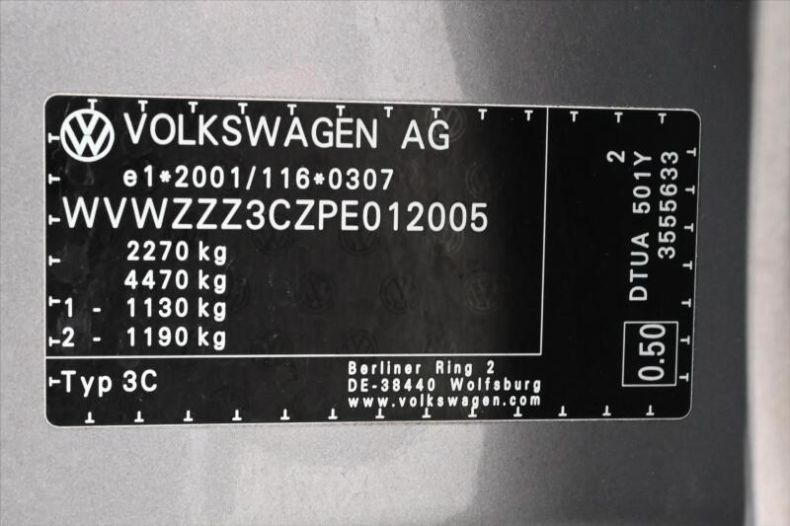 VOLKSWAGEN AG
e1*2001/116*0307
WVWZZZ3CZPE012005
2270 kg
4470 kg
1 - 1130 kg
2 - 1190 kg
Typ 3C
Berliner Ring 2
DE-38440 Wolfsburg
www.volkswagen.com
2
DTUA 501Y
3555633
0.50